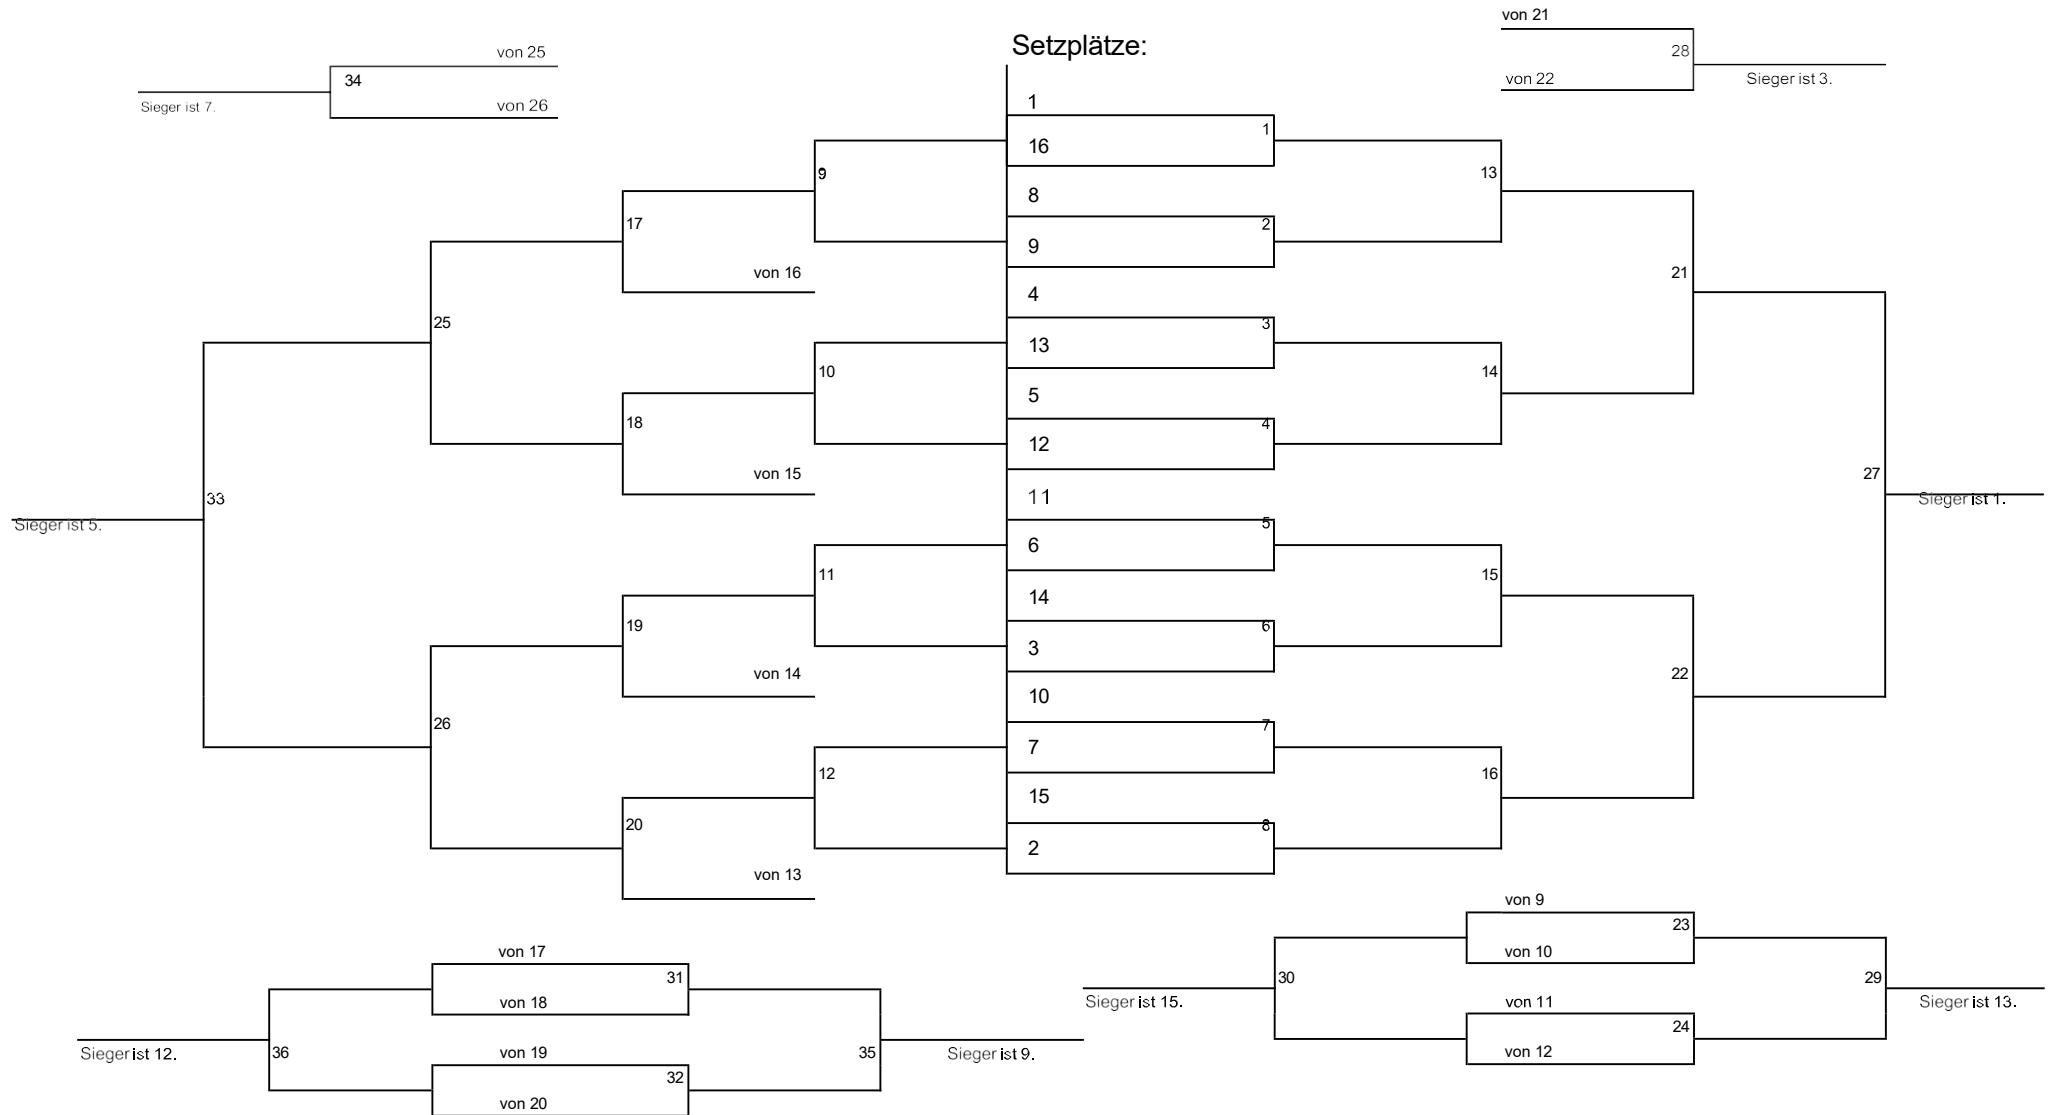 von 21
Setzplätze:
von 25
28
34
von 22
Sieger ist 3.
Sieger ist 7.
von 26
1
1
16
9
13
8
17
2
9
von 16
21
4
25
3
13
10
14
5
18
4
12
von 15
27
33
11
Sieger ist 1.
Sieger ist 5.
5
6
11
15
14
19
6
3
von 14
22
10
26
7
7
12
16
15
20
8
2
von 13
von 9
23
von 17
von 10
31
30
29
von 18
Sieger ist 15.
von 11
Sieger ist 13.
24
Sieger ist 12.
36
von 19
35
Sieger ist 9.
von 12
32
von 20